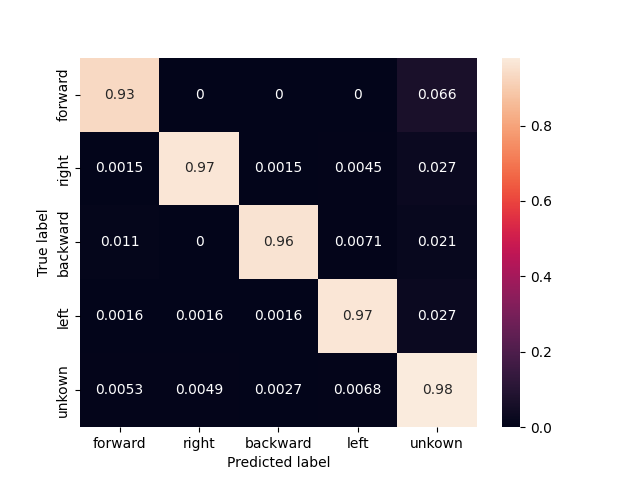 forward 0.93 0 0 0 0.066
right 0.0015 0.97 0.0015 0.0045 0.027
backward 0.011 0 0.96 0.0071 0.021
left 0.0016 0.0016 0.0016 0.97 0.027
unkown 0.0053 0.0049 0.0027 0.0068 0.98
True label
forward right backward left unkown
Predicted label
0.8
0.6
0.4
0.2
0.0